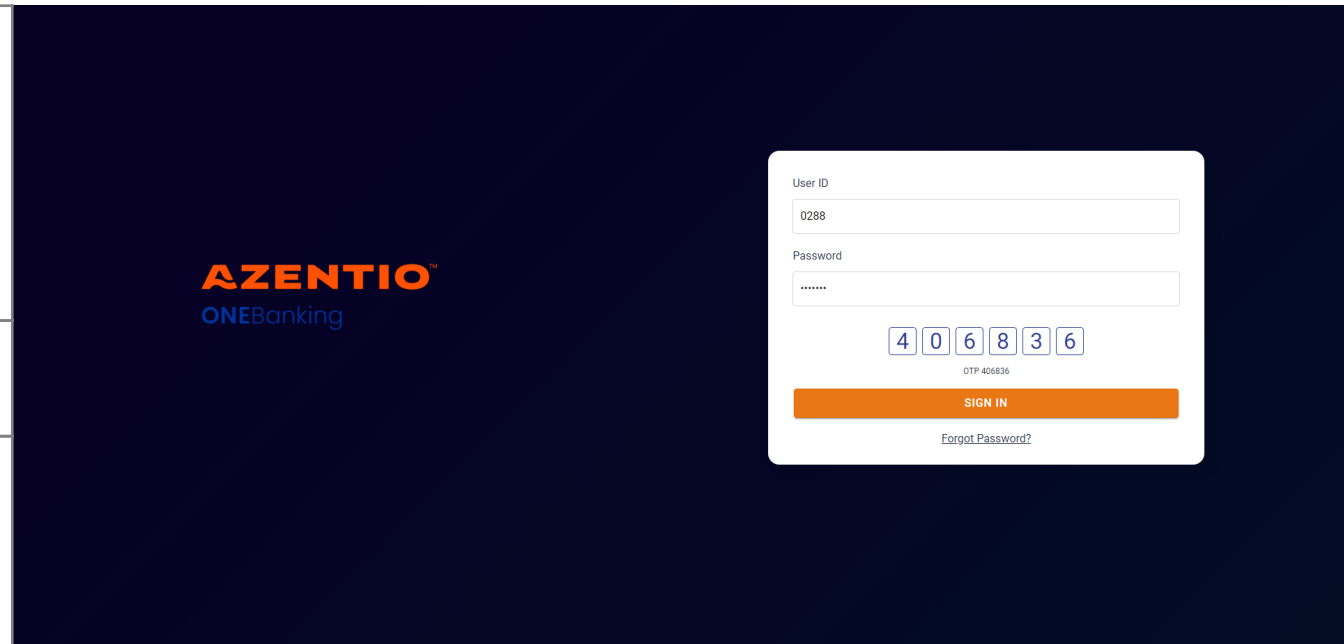 AZENTIO™
ONEBanking
User ID
0288
Password
•••••••
4 0 6 8 3 6
OTP 406836
SIGN IN
Forgot Password?